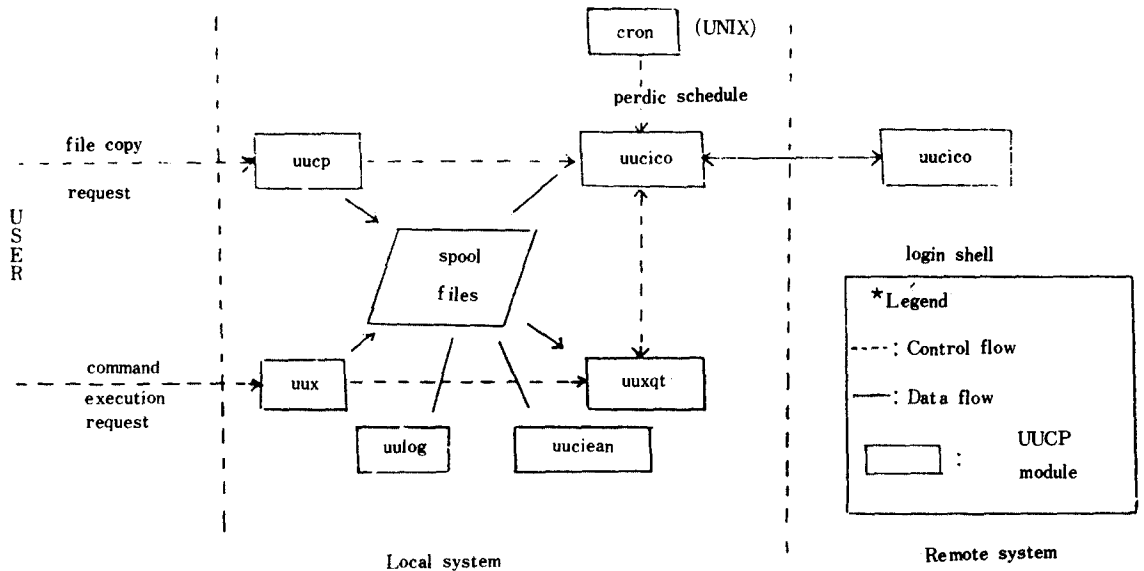 cron
(UNIX)
perdic schedule
file copy
request
uucp
uucico
uucico
USER
spool
files
login shell
*Legend
----: Control flow
—: Data flow
: UUCP
module
command
execution
request
uux
uuxqt
uulog
uuciean
Local system
Remote system